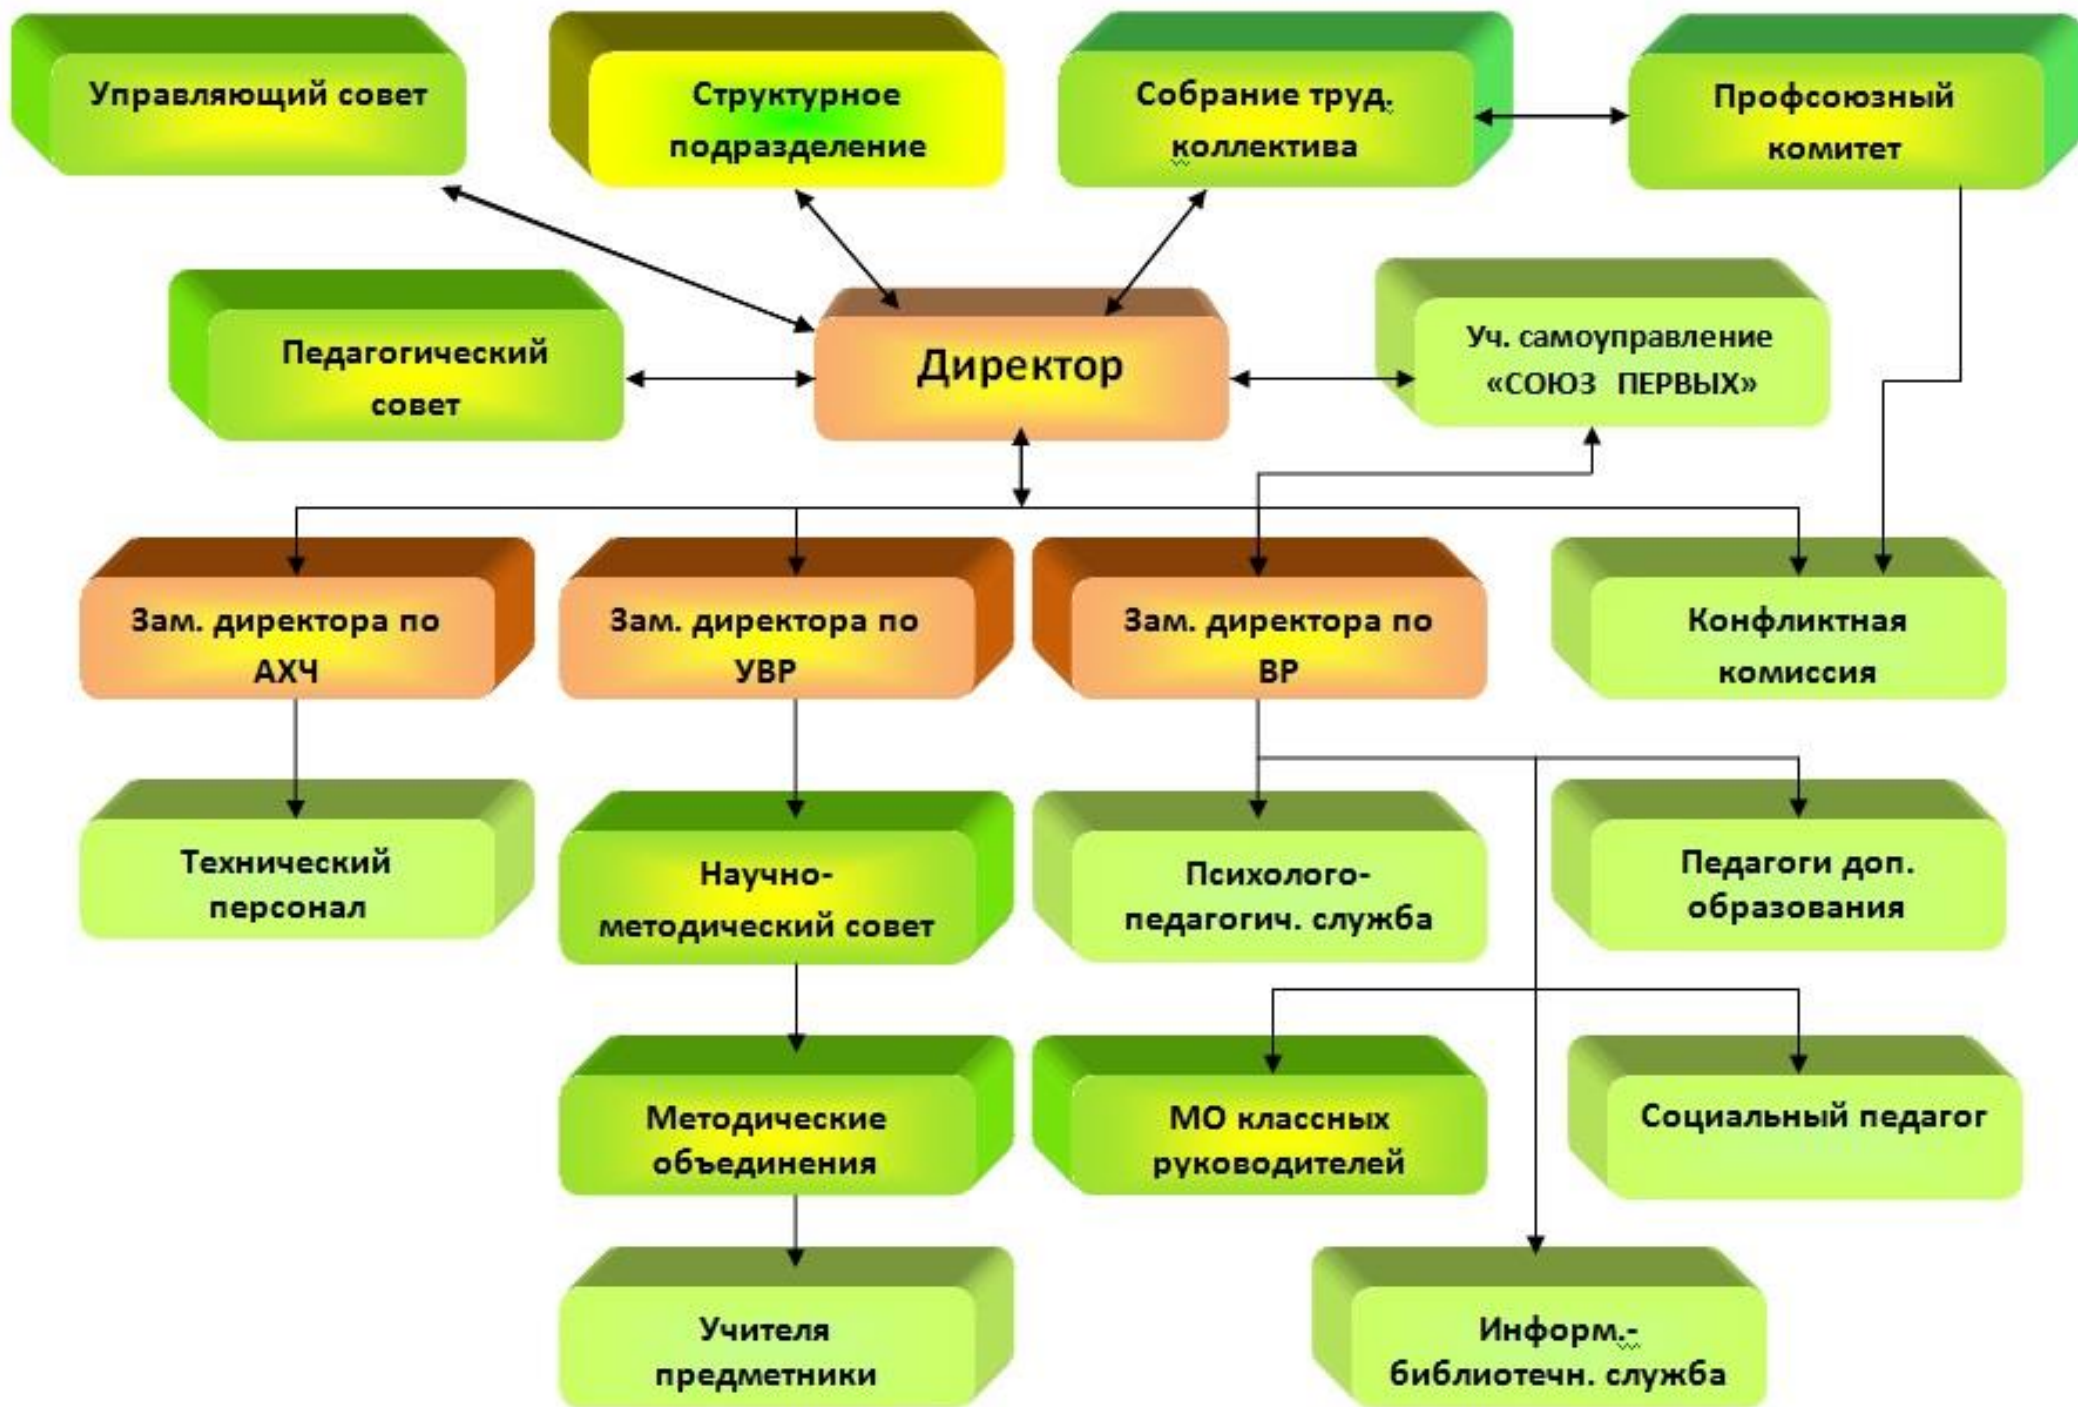 Управляющий совет
Структурное
подразделение
Собрание труд.
коллектива
Профсоюзный
комитет
Педагогический
совет
Директор
Уч. самоуправление
«СОЮЗ ПЕРВЫХ»
Зам. директора по
АХЧ
Зам. директора по
УВР
Зам. директора по
ВР
Конфликтная
комиссия
Технический
персонал
Научно-
методический совет
Психолого-
педагогич. служба
Педагоги доп.
образования
Методические
объединения
МО классных
руководителей
Социальный педагог
Учителя
предметники
Информ.-
библиотечн. служба